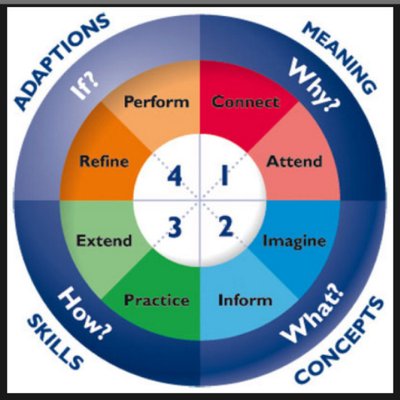 ADAPTIONS
MEANING
If?
Why?
Perform
Connect
Refine
Attend
4
1
3
2
Extend
Imagine
Practice
Inform
How?
What?
SKILLS
CONCEPTS